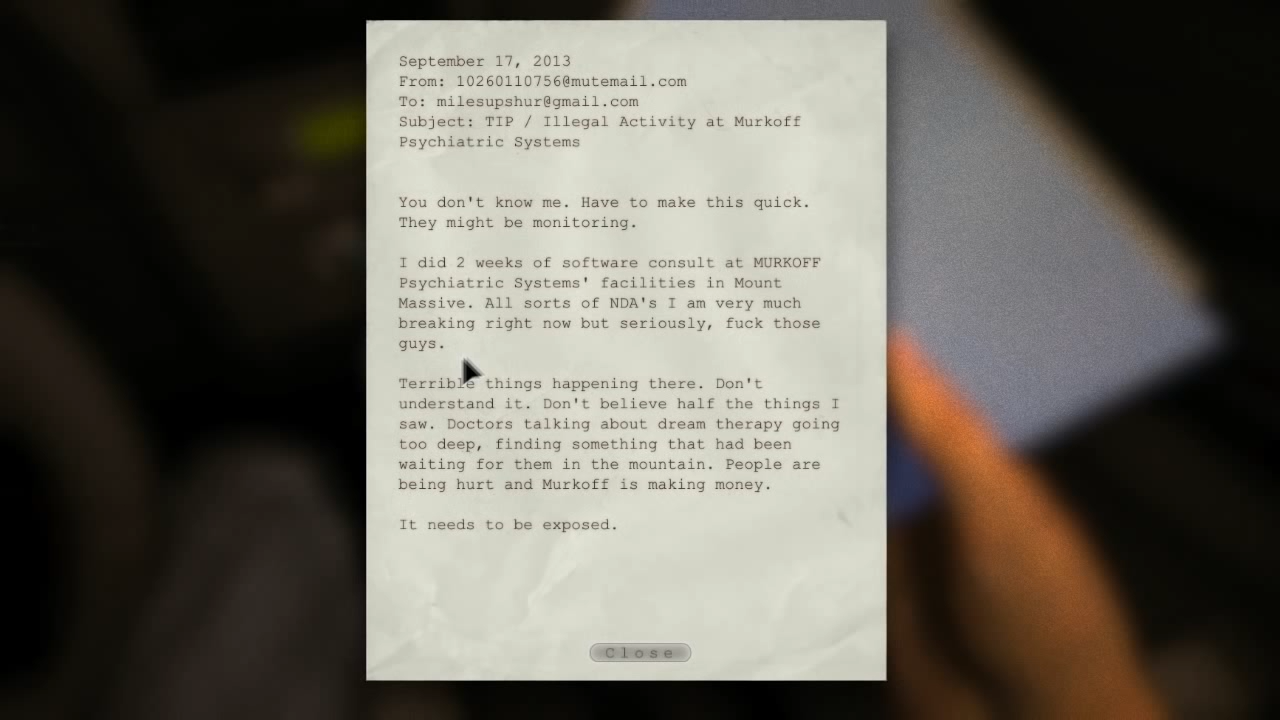 September 17, 2013
From: 10260110756@mutemail.com
To: milesupshur@gmail.com
Subject: TIP / Illegal Activity at Murkoff
Psychiatric Systems
You don't know me. Have to make this quick.
They might be monitoring.
I did 2 weeks of software consult at MURKOFF
Psychiatric Systems' facilities in Mount
Massive. All sorts of NDA's I am very much
breaking right now but seriously, fuck those
guys.
Terrible things happening there. Don't
understand it. Don't believe half the things I
saw. Doctors talking about dream therapy going
too deep, finding something that had been
waiting for them in the mountain. People are
being hurt and Murkoff is making money.
It needs to be exposed.
Close